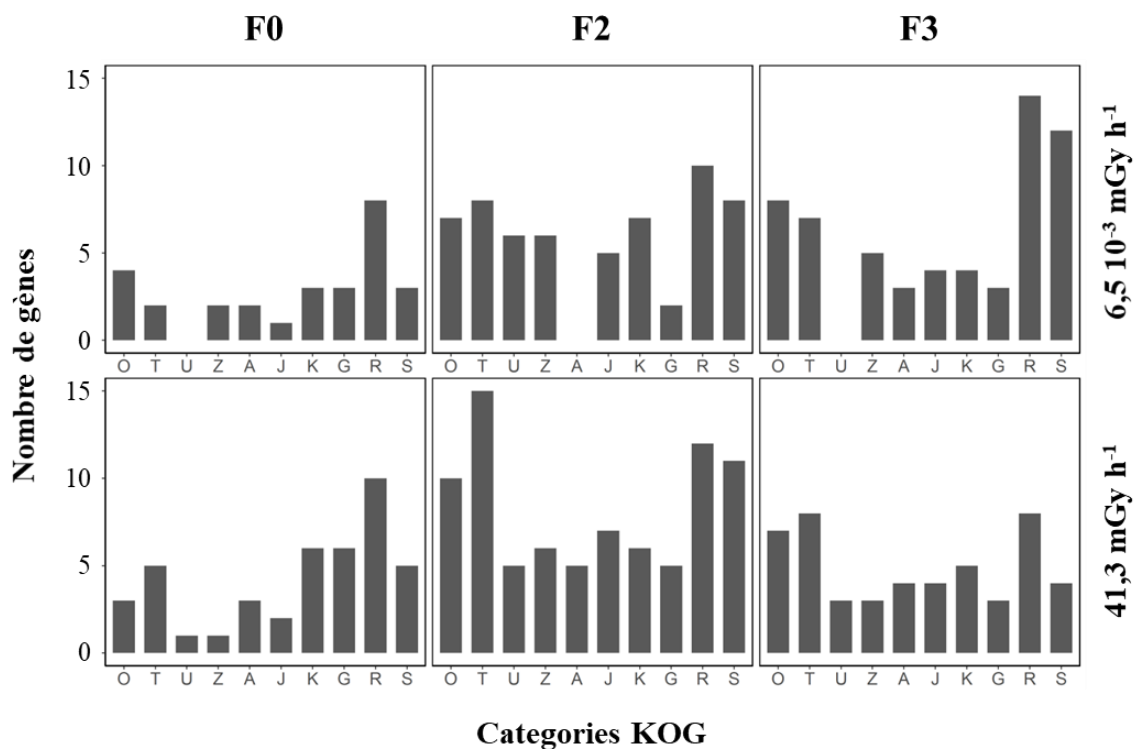 F0 F2 F3
15
10
5
0
O T U Z A J K G R S O T U Z A J K G R S O T U Z A J K G R S
6,5 10⁻³ mGy h⁻¹
15
10
5
0
O T U Z A J K G R S O T U Z A J K G R S O T U Z A J K G R S
41,3 mGy h⁻¹
Nombre de gènes
Categories KOG